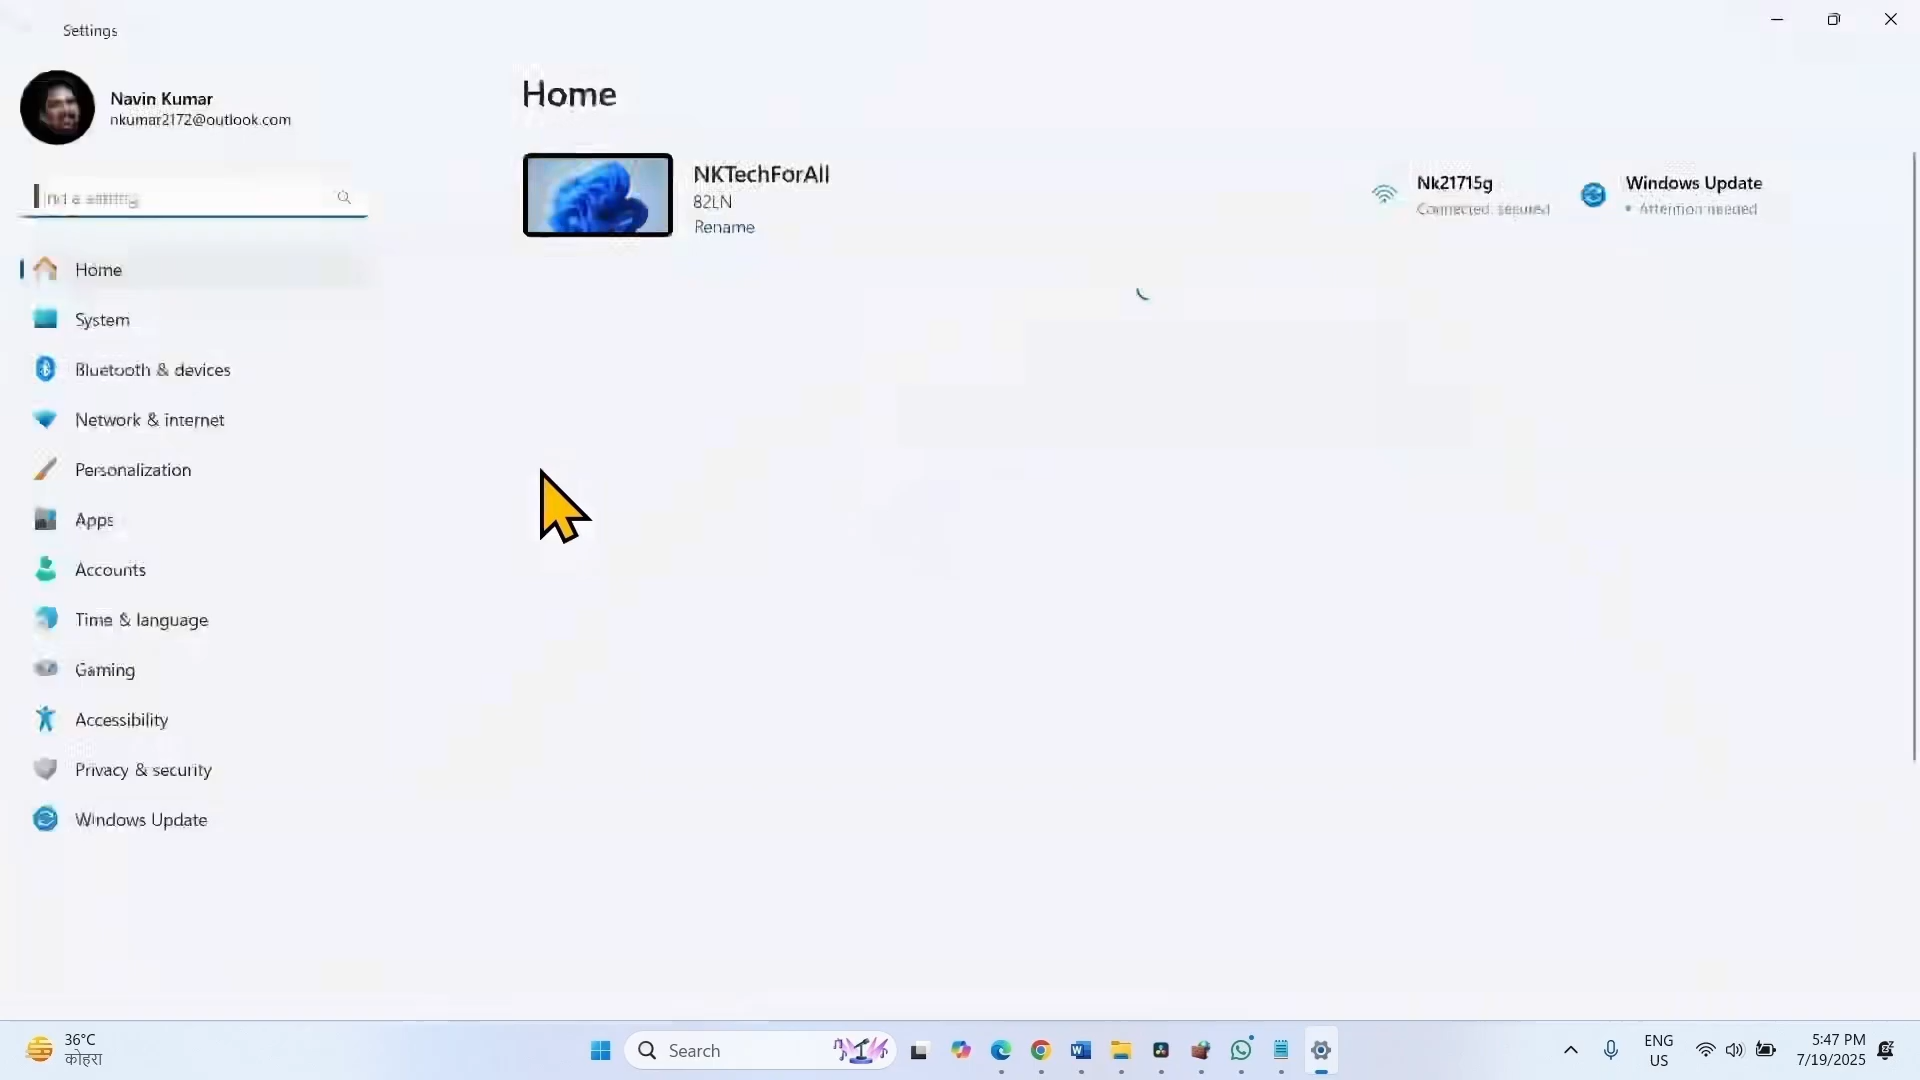 Settings
Navin Kumar
nkumar2172@outlook.com
Home
System
Bluetooth & devices
Network & internet
Personalization
Apps
Accounts
Time & language
Gaming
Accessibility
Privacy & security
Windows Update
Home
NKTechForAll
82LN
Rename
Nk21715g
Connected, secured
Windows Update
Attention needed
36°C
कोहरा
Search
ENG
US
5:47 PM
7/19/2025